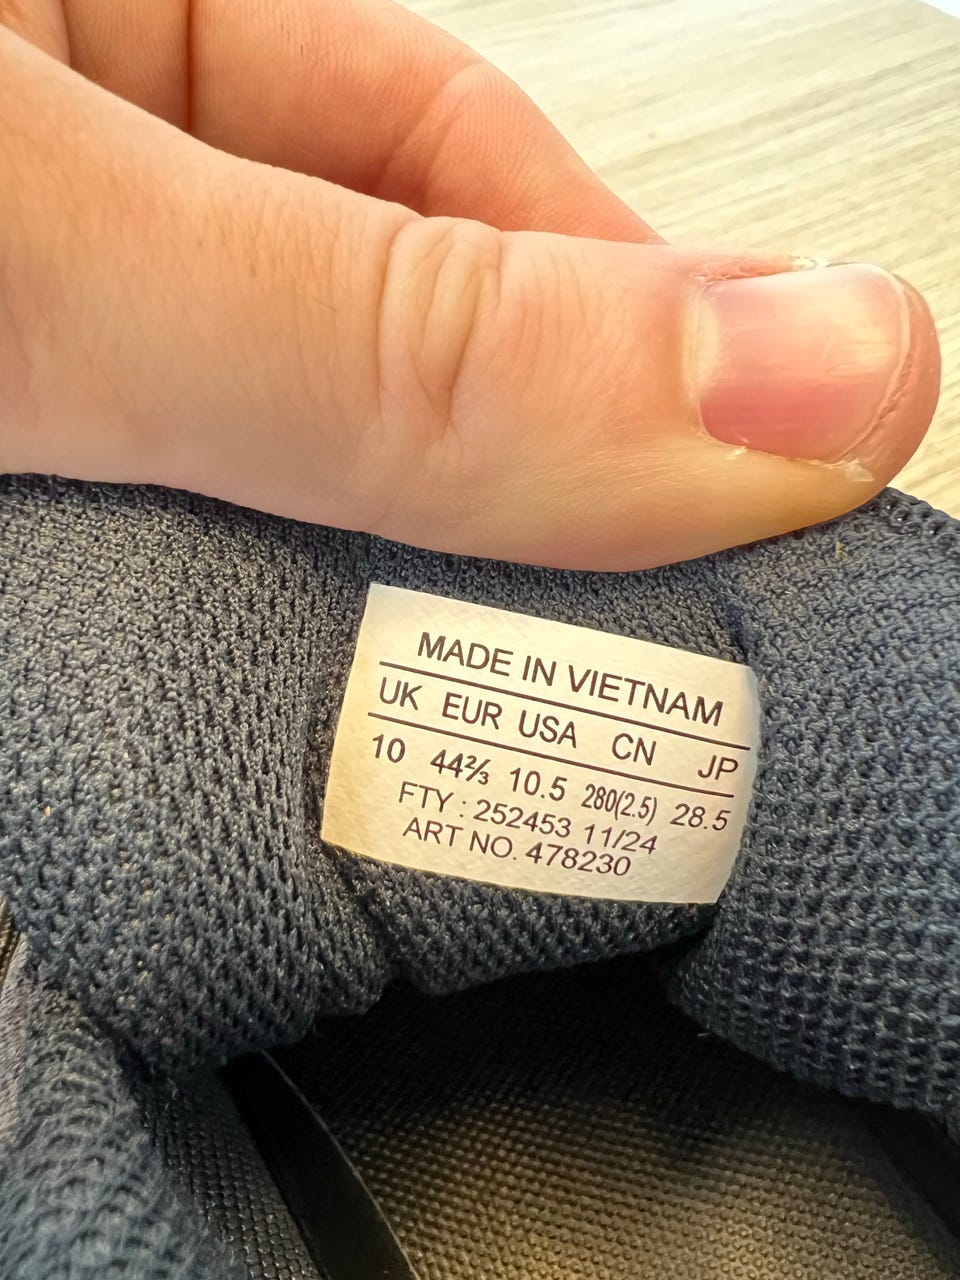 MADE IN VIETNAM
UK EUR USA CN JP
10 44⅔ 10.5 280(2.5) 28.5
FTY : 252453 11/24
ART NO. 478230